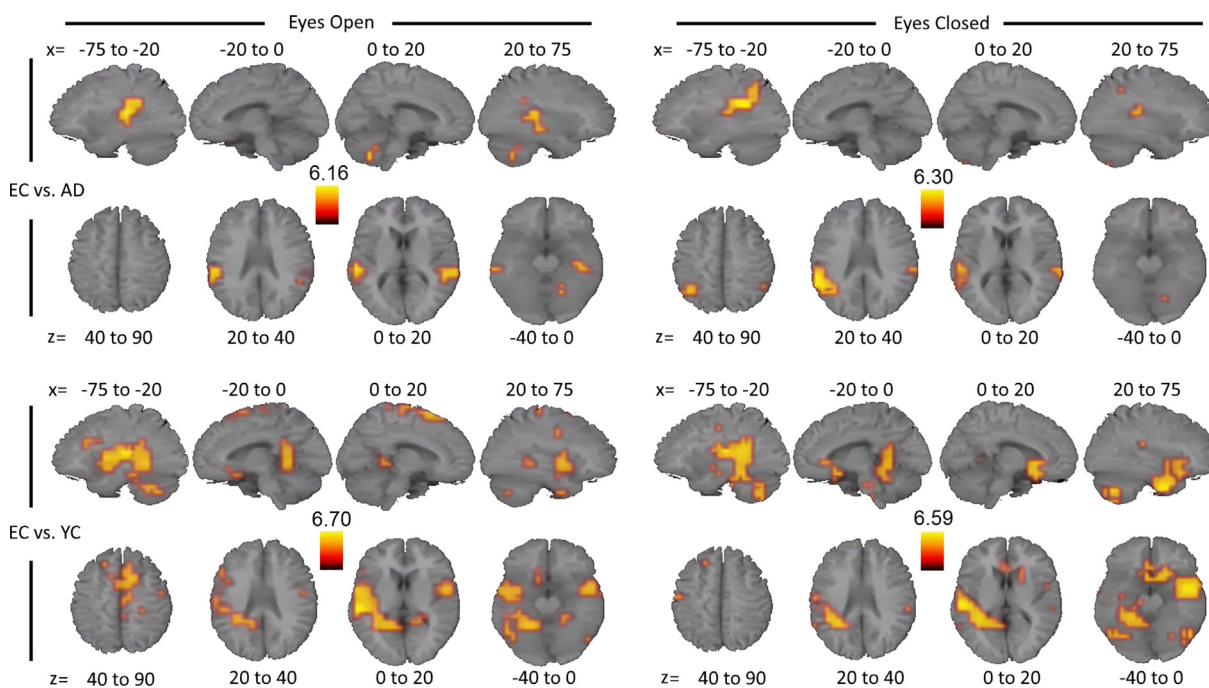 Eyes Open Eyes Closed
x= -75 to -20 -20 to 0 0 to 20 20 to 75 x= -75 to -20 -20 to 0 0 to 20 20 to 75
6.16 6.30
EC vs. AD
z= 40 to 90 20 to 40 0 to 20 -40 to 0 z= 40 to 90 20 to 40 0 to 20 -40 to 0
x= -75 to -20 -20 to 0 0 to 20 20 to 75 x= -75 to -20 -20 to 0 0 to 20 20 to 75
6.70 6.59
EC vs. YC
z= 40 to 90 20 to 40 0 to 20 -40 to 0 z= 40 to 90 20 to 40 0 to 20 -40 to 0